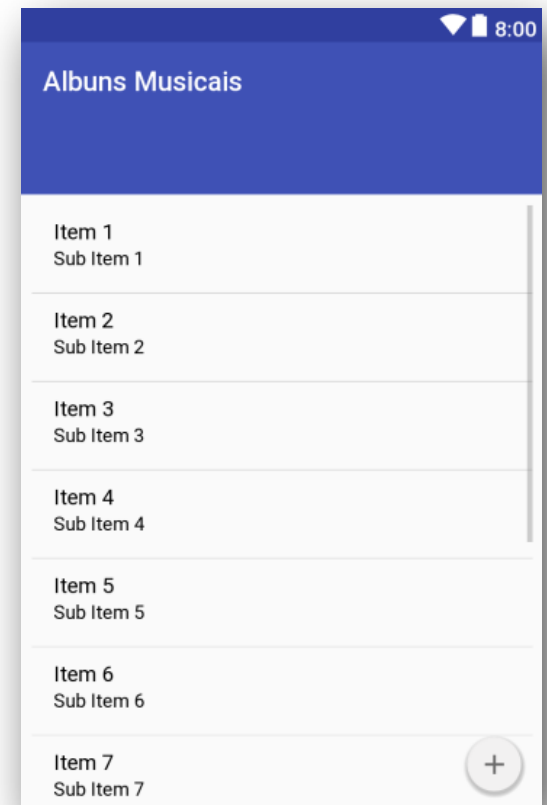 8:00
Albuns Musicais
Item 1
Sub Item 1
Item 2
Sub Item 2
Item 3
Sub Item 3
Item 4
Sub Item 4
Item 5
Sub Item 5
Item 6
Sub Item 6
Item 7
Sub Item 7
+